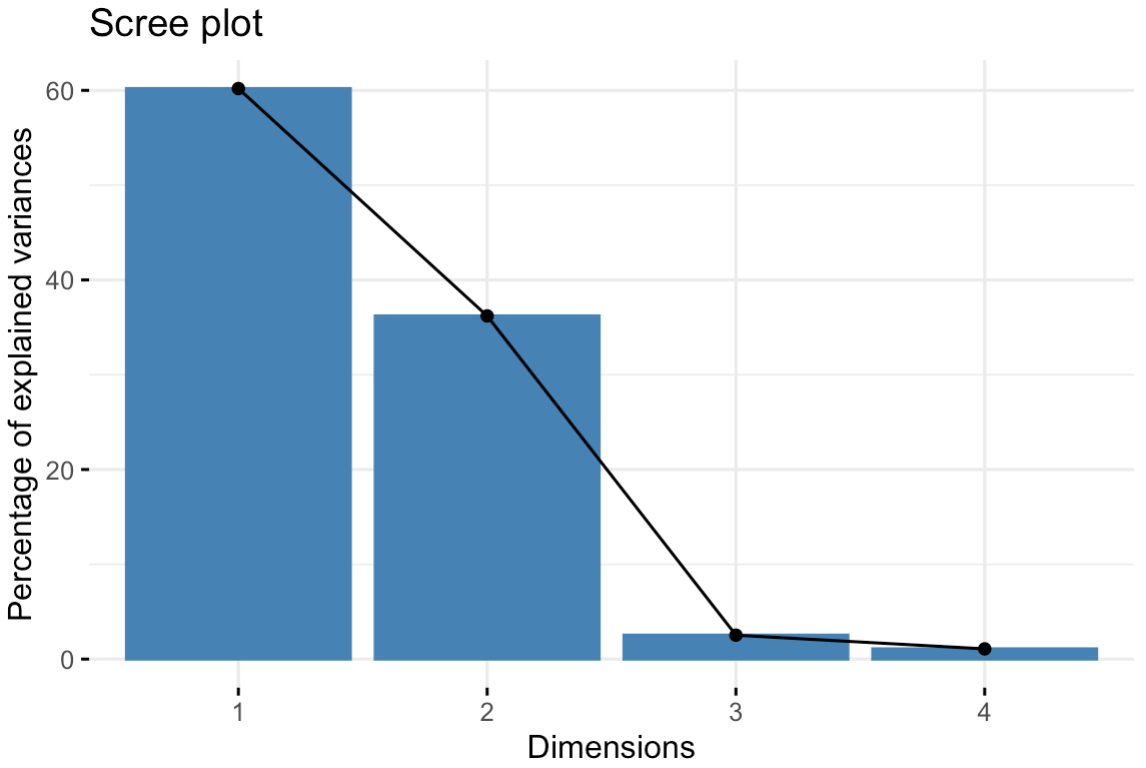 Scree plot
Percentage of explained variances
60
40
20
0
1 2 3 4
Dimensions